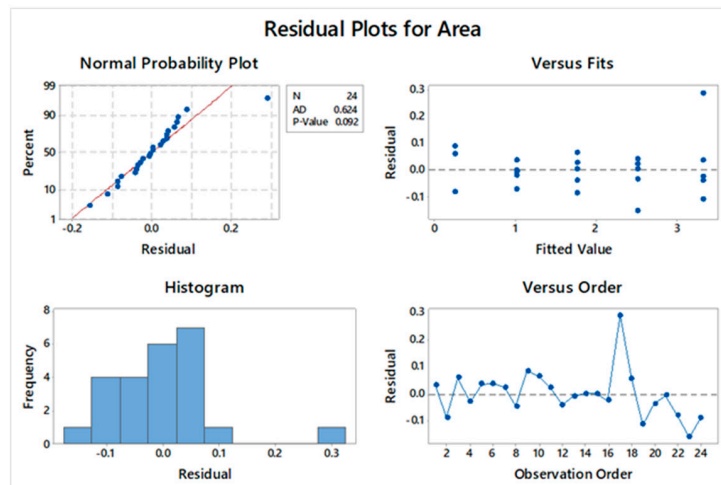 Residual Plots for Area
Normal Probability Plot
99
90
50
10
1
Percent
-0.2 0.0 0.2
Residual
N 24
AD 0.624
P-Value 0.092
Versus Fits
0.3
0.2
0.1
0.0
-0.1
Residual
0 1 2 3
Fitted Value
Histogram
8
6
4
2
0
Frequency
-0.1 0.0 0.1 0.2 0.3
Residual
Versus Order
0.3
0.2
0.1
0.0
-0.1
Residual
2 4 6 8 10 12 14 16 18 20 22 24
Observation Order